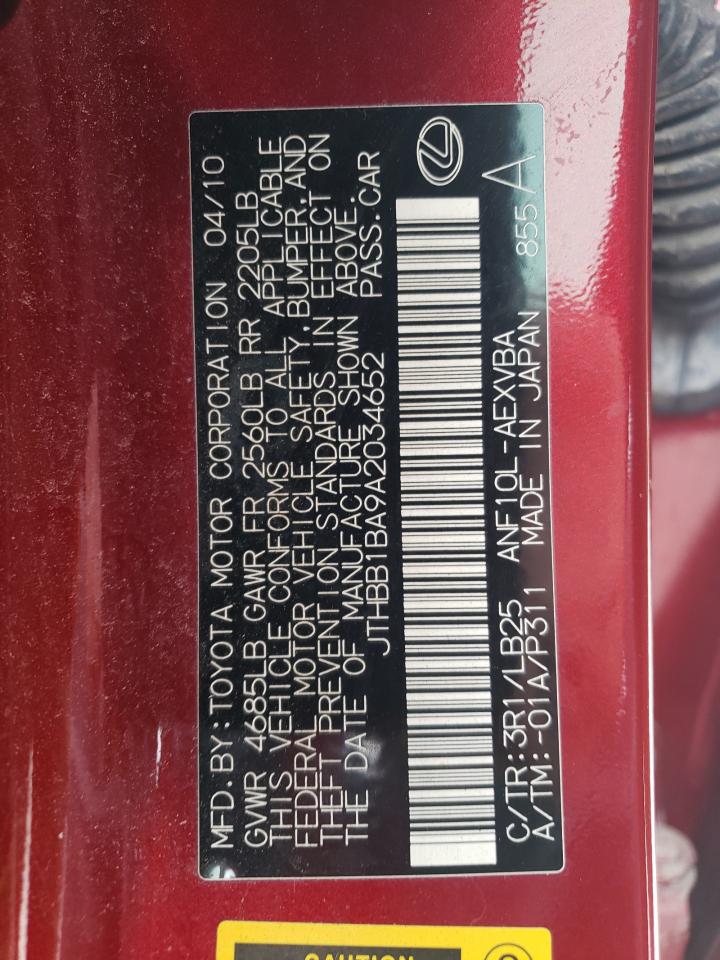 MFD.BY:TOYOTA MOTOR CORPORATION 04/10
GVWR 4685LB GAWR FR 2560LB RR 2205LB
THIS VEHICLE CONFORMS TO ALL APPLICABLE
FEDERAL MOTOR VEHICLE SAFETY,BUMPER,AND
THEFT PREVENTION STANDARDS IN EFFECT ON
THE DATE OF MANUFACTURE SHOWN ABOVE.
JTHBB1BA9A2034652 PASS.CAR
C/TR:3R1/LB25 ANF10L-AEXVBA
A/TM:-01A/P311 MADE IN JAPAN 855 A
CAUTION